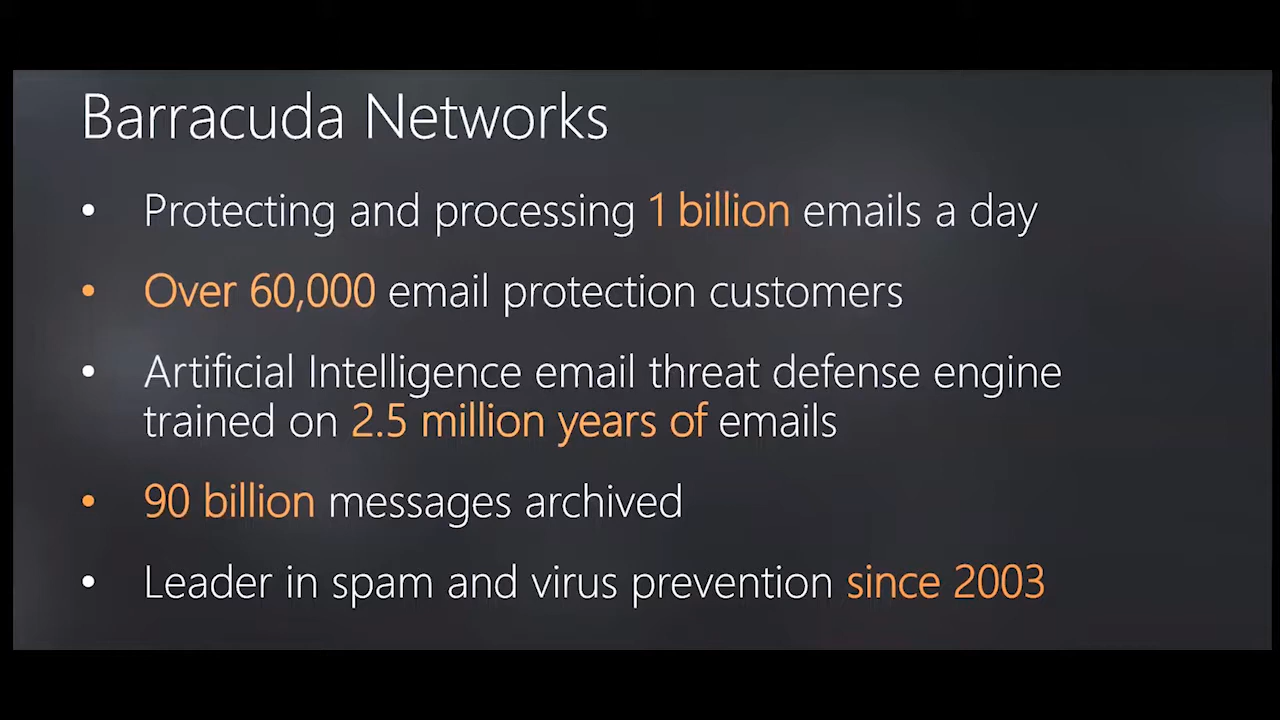 Barracuda Networks
• Protecting and processing 1 billion emails a day
• Over 60,000 email protection customers
• Artificial Intelligence email threat defense engine
trained on 2.5 million years of emails
• 90 billion messages archived
• Leader in spam and virus prevention since 2003